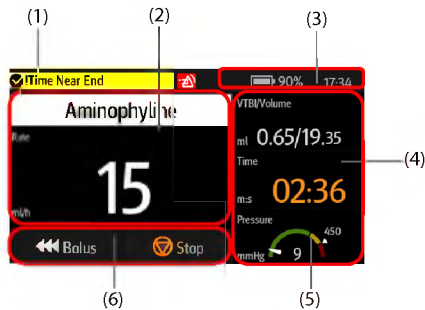 (1)
(2)
(3)
!Time Near End
90%
17:34
Aminophyline
VTBI/Volume
Rate
ml 0.65/19.35
Time
(4)
15
m:s 02:36
ml/h
Pressure
450
Bolus
Stop
mmHg 9
(6)
(5)